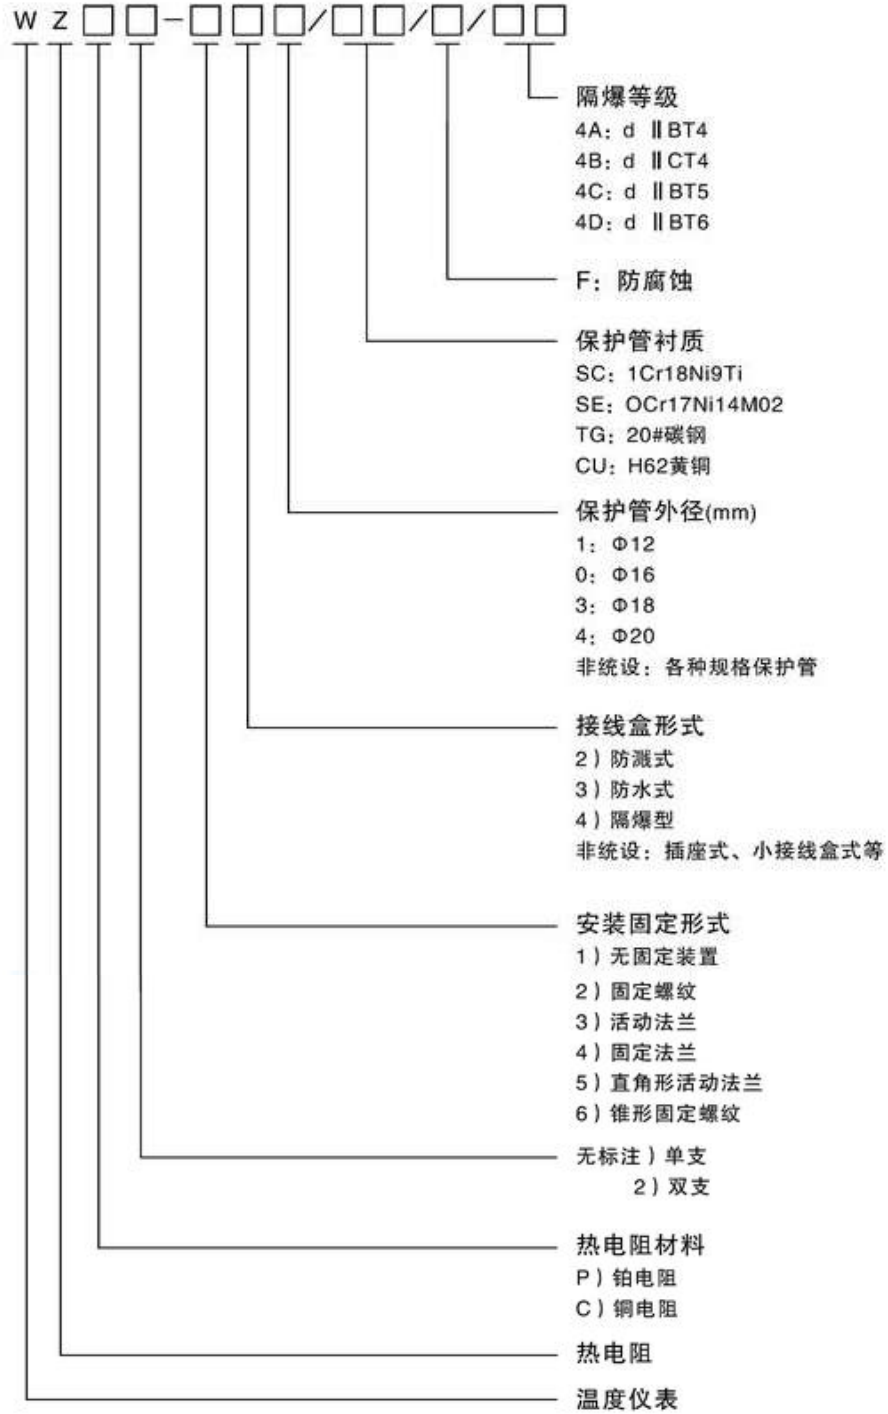 W Z □ □-□ □ □/□ □/□/□ □
隔爆等级
4A: d ⅡBT4
4B: d ⅡCT4
4C: d ⅡBT5
4D: d ⅡBT6
F: 防腐蚀
保护管衬质
SC: 1Cr18Ni9Ti
SE: OCr17Ni14M02
TG: 20#碳钢
CU: H62黄铜
保护管外径(mm)
1: Φ12
0: Φ16
3: Φ18
4: Φ20
非统设: 各种规格保护管
接线盒形式
2) 防溅式
3) 防水式
4) 隔爆型
非统设: 插座式、小接线盒式等
安装固定形式
1) 无固定装置
2) 固定螺纹
3) 活动法兰
4) 固定法兰
5) 直角形活动法兰
6) 锥形固定螺纹
无标注) 单支
2) 双支
热电阻材料
P) 铂电阻
C) 铜电阻
热电阻
温度仪表